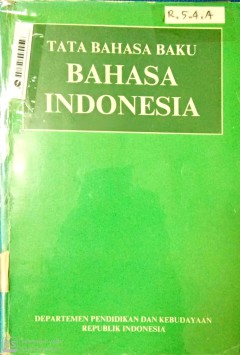 R.5.4.A
TATA BAHASA BAKU
BAHASA
INDONESIA
DEPARTEMEN PENDIDIKAN DAN KEBUDAYAAN
REPUBLIK INDONESIA